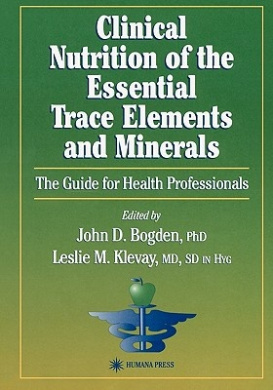 Clinical
Nutrition of the
Essential
Trace Elements
and Minerals
The Guide for Health Professionals
Edited by
John D. Bogden, PhD
Leslie M. Klevay, MD, SD in Hyg
Humana Press